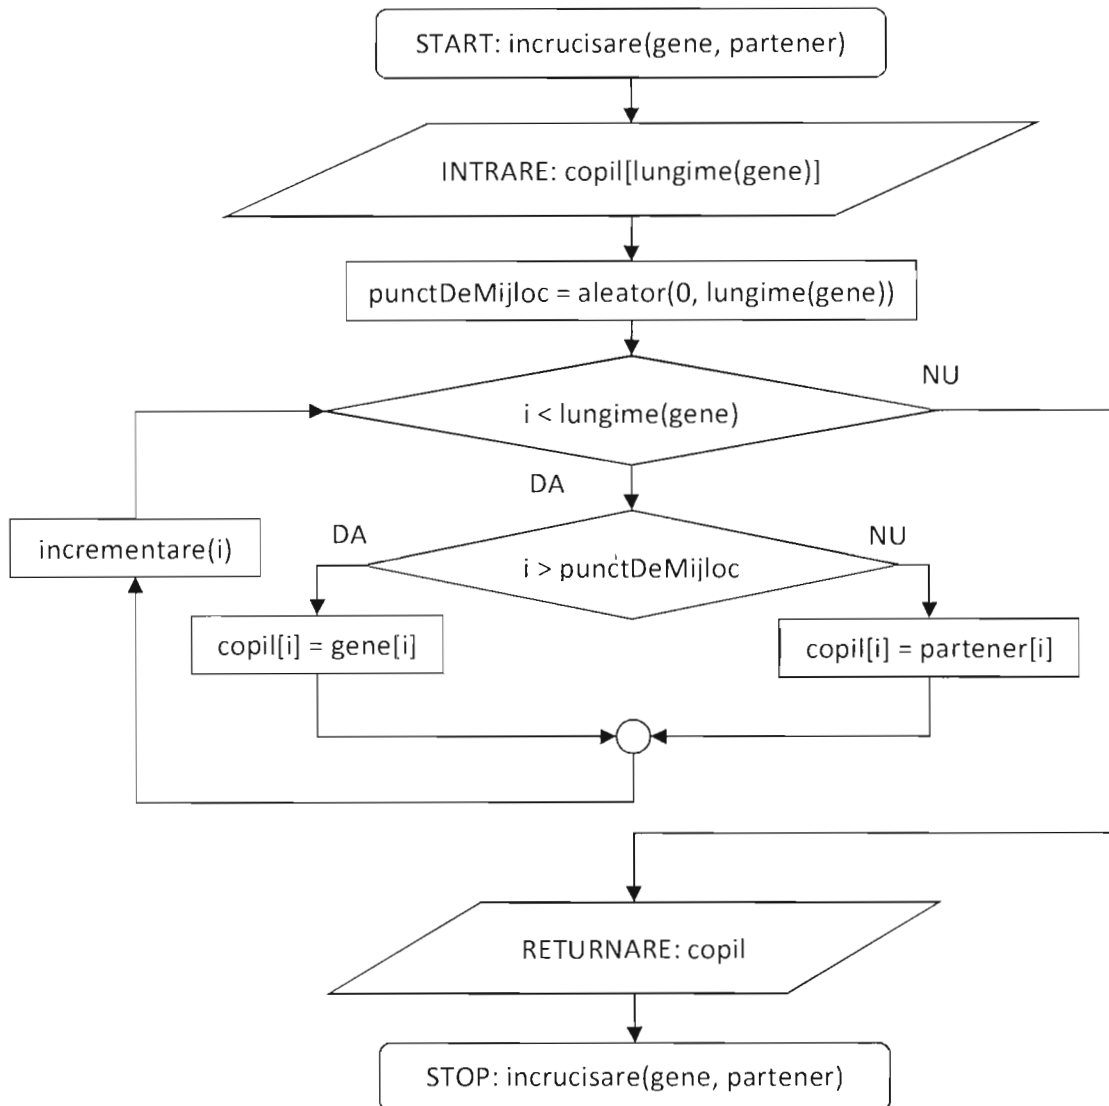 START: incrucisare(gene, partener)
INTRARE: copil[lungime(gene)]
punctDeMijloc = aleator(0, lungime(gene))
NU
i < lungime(gene)
DA
incrementare(i)
DA
i > punctDeMijloc
NU
copil[i] = gene[i]
copil[i] = partener[i]
RETURNARE: copil
STOP: incrucisare(gene, partener)